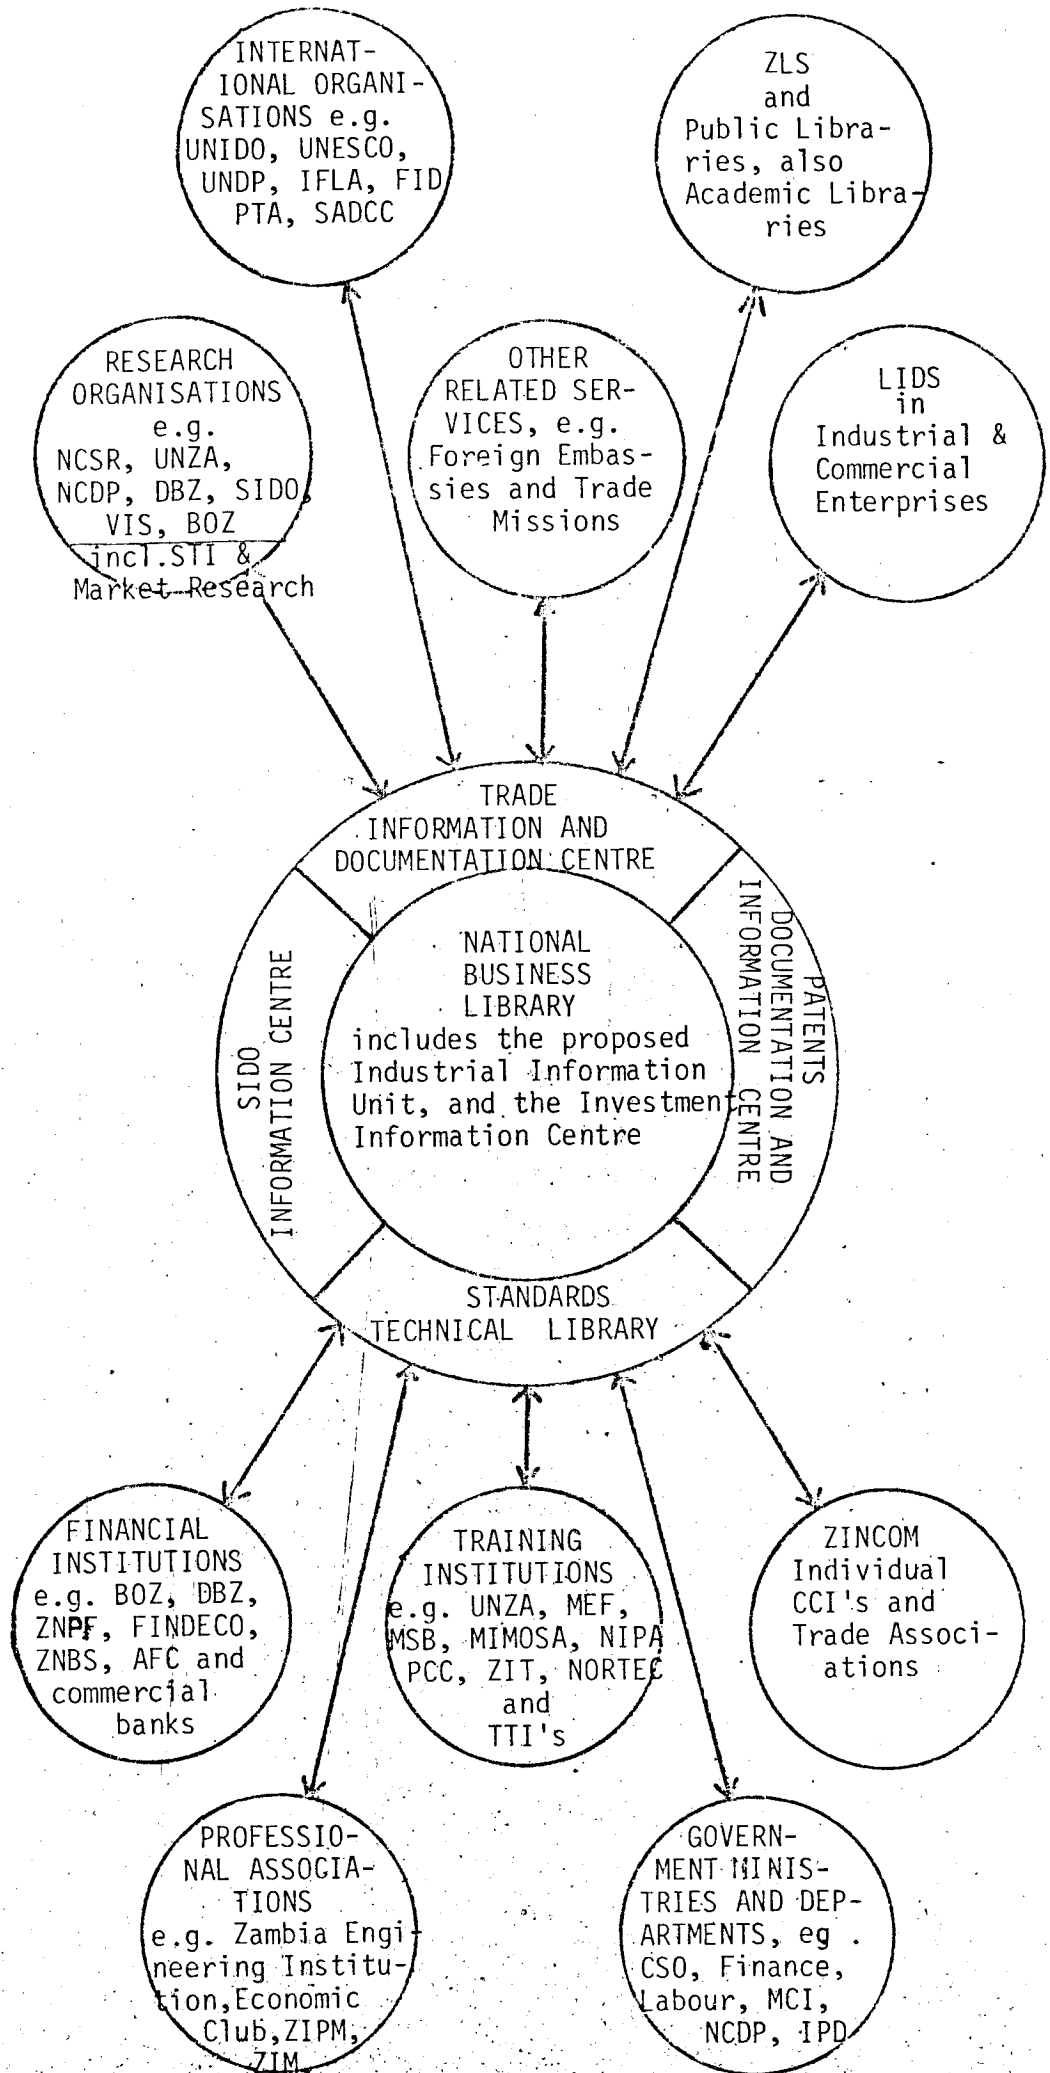 INTERNAT-
IONAL ORGANI-
SATIONS e.g.
UNIDO, UNESCO,
UNDP, IFLA, FID
PTA, SADCC
ZLS
and
Public Libra-
ries, also
Academic Libra-
ries
RESEARCH
ORGANISATIONS
e.g.
NCSR, UNZA,
NCDP, DBZ, SIDO,
VIS, BOZ
incl.STI &
Market Research
OTHER
RELATED SER-
VICES, e.g.
Foreign Embas-
sies and Trade
Missions
LIDS
in
Industrial &
Commercial
Enterprises
TRADE
INFORMATION AND
DOCUMENTATION CENTRE
SIDO
INFORMATION CENTRE
NATIONAL
BUSINESS
LIBRARY
includes the proposed
Industrial Information
Unit, and the Investment
Information Centre
PATENTS
DOCUMENTATION AND
INFORMATION CENTRE
STANDARDS
TECHNICAL LIBRARY
FINANCIAL
INSTITUTIONS
e.g. BOZ, DBZ,
ZNPF, FINDECO,
ZNBS, AFC and
commercial
banks
TRAINING
INSTITUTIONS
e.g. UNZA, MEF,
MSB, MIMOSA, NIPA
PCC, ZIT, NORTEC
and
TTI's
ZINCOM
Individual
CCI's and
Trade Associ-
ations
PROFESSIO-
NAL ASSOCIA-
TIONS
e.g. Zambia Engi-
neering Institu-
tion,Economic
Club,ZIPM,
ZIM
GOVERN-
MENT MINIS-
TRIES AND DEP-
ARTMENTS, eg .
CSO, Finance,
Labour, MCI,
NCDP, IPD